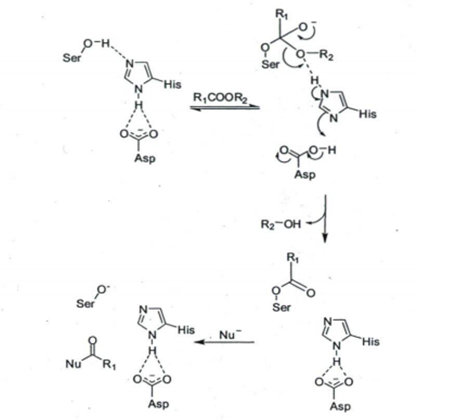 R₁ O⁻
O-H
Ser
O O-R₂
Ser
N
His
N
H
H
N
His
N
R₁COOR₂
O − O
Asp
O O-H
Asp
R₂-OH
R₁
O O
Ser
O⁻
Ser
N
His
N
H
Nu⁻
N
His
N
H
O
Nu R₁
O − O
Asp
O − O
Asp